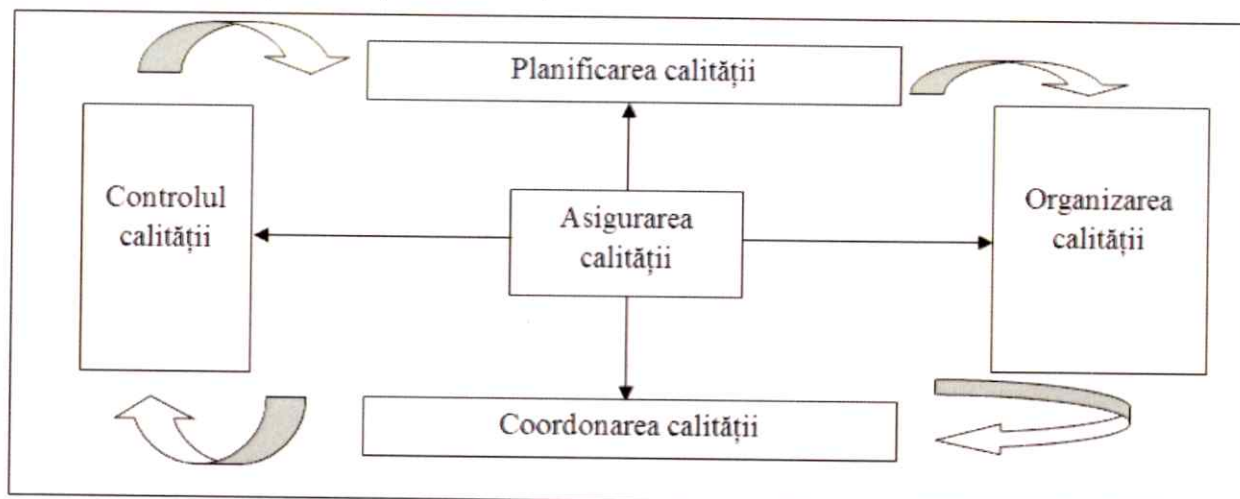 Planificarea calității
Controlul
calității
Asigurarea
calității
Organizarea
calității
Coordonarea calității